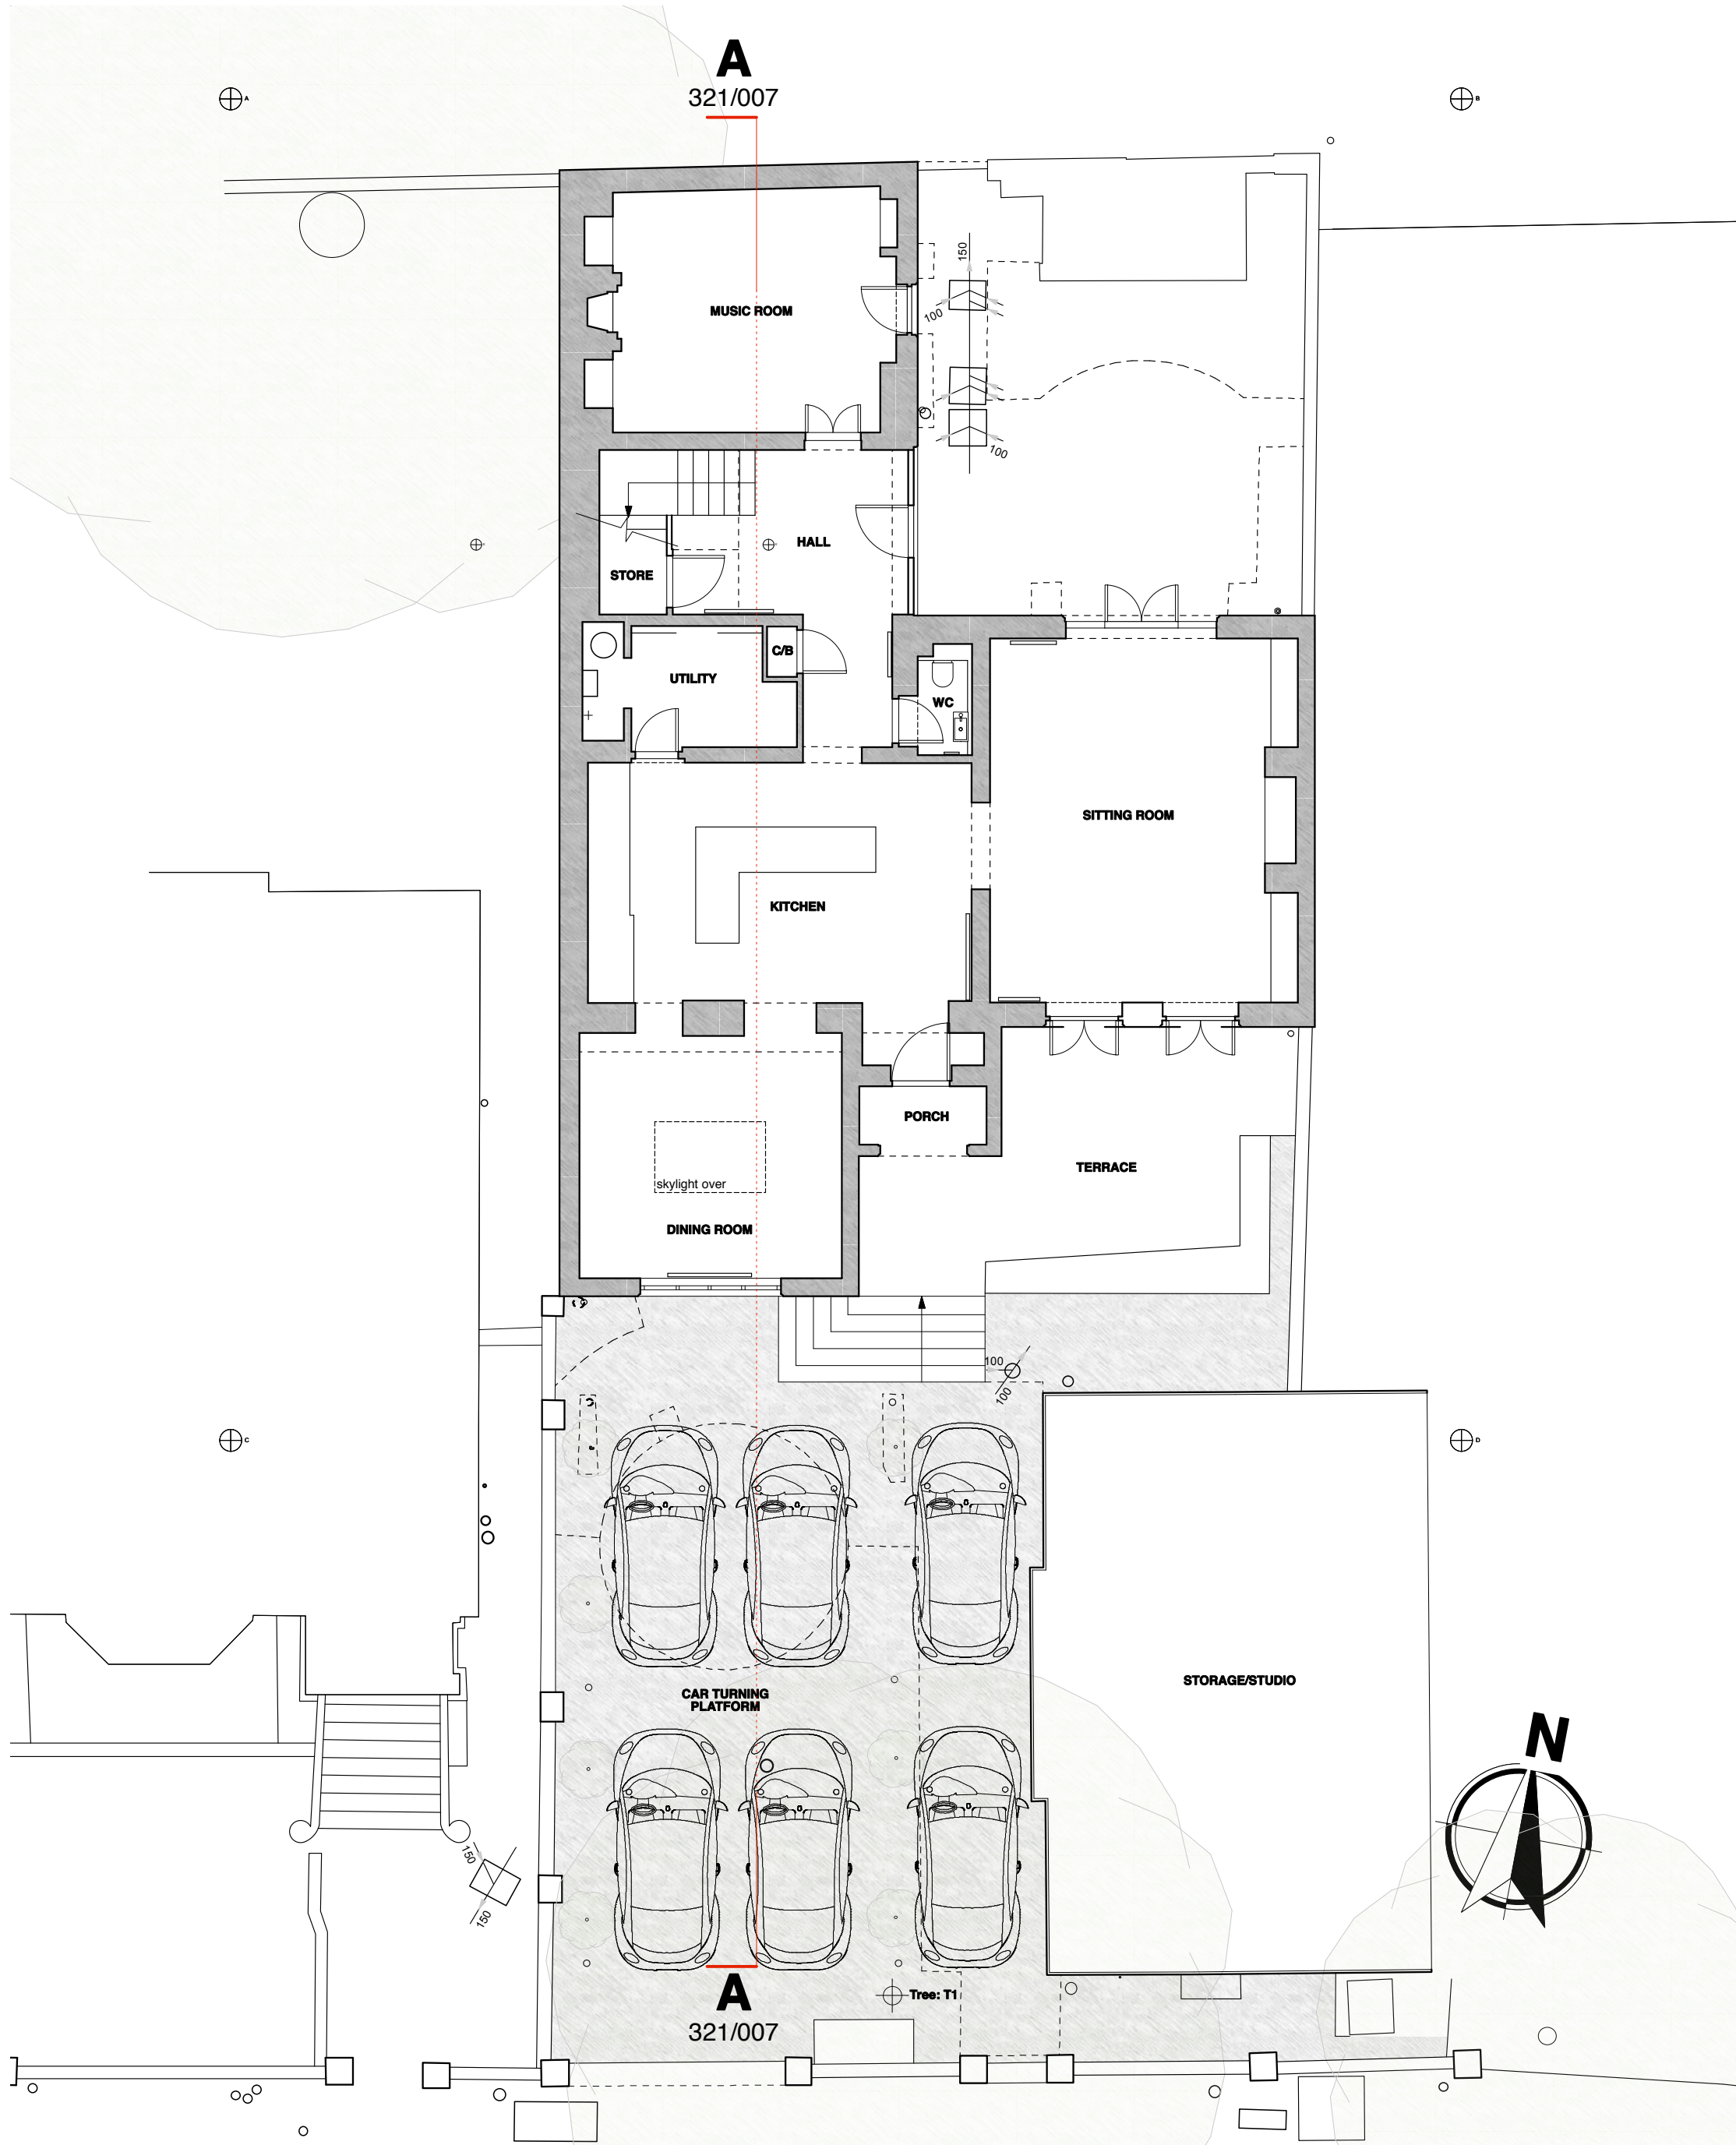 A
321/007
A
B
150
100
MUSIC ROOM
100
HALL
STORE
C/B
UTILITY
WC
SITTING ROOM
KITCHEN
PORCH
TERRACE
skylight over
DINING ROOM
100
100
C
D
STORAGE/STUDIO
CAR TURNING
PLATFORM
N
150
150
A
321/007
Tree: T1